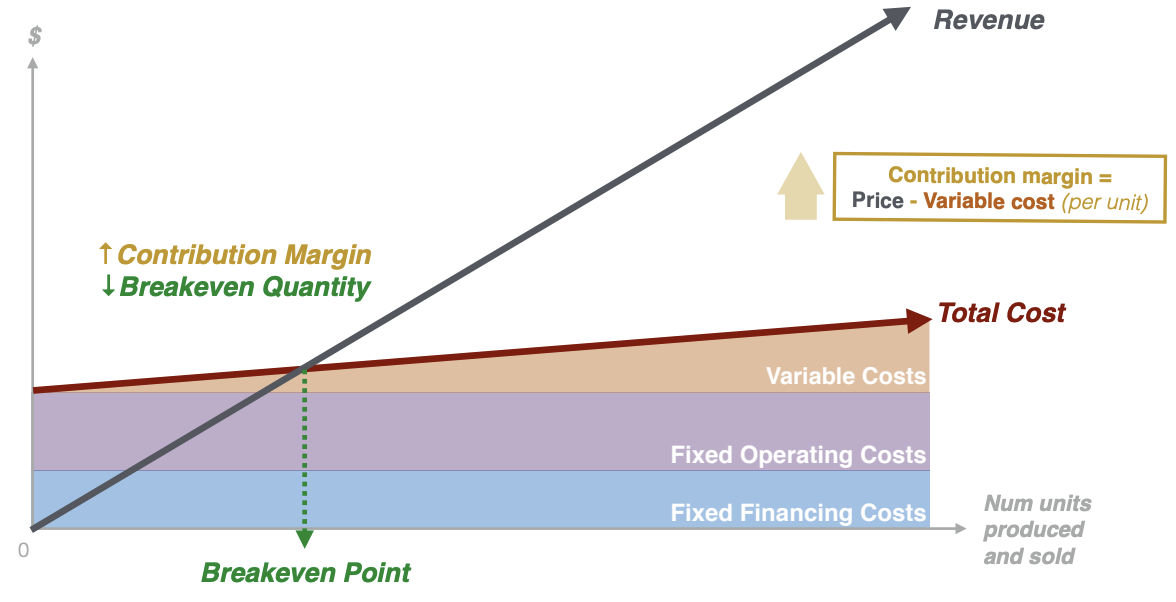 $
Revenue
Contribution margin =
Price - Variable cost (per unit)
↑Contribution Margin
↓Breakeven Quantity
Total Cost
Variable Costs
Fixed Operating Costs
Fixed Financing Costs
Num units
produced
and sold
0
Breakeven Point